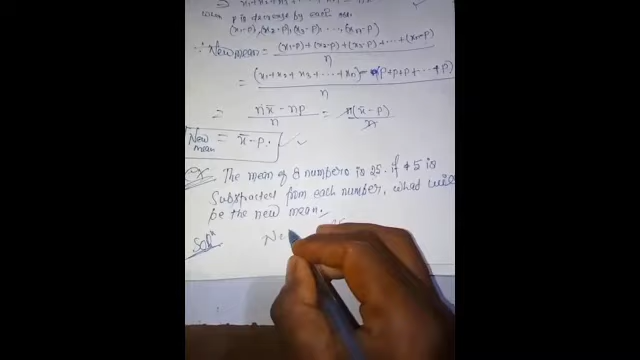 when p is decrease by each no.
(x₁-p), (x₂-p), (x₃-p), ..., (xn-p)
∵ New mean = (x₁-p)+(x₂-p)+(x₃-p)+...+(xn-p) / n
= (x₁+x₂+x₃+...+xn) - (p+p+p+...+p) / n
= nx̄ - np / n = n(x̄-p) / n
New mean = x̄-p.
Ex The mean of 8 numbers is 25. if 5 is
Subtracted from each number, what will
be the new mean.
Solⁿ Ne